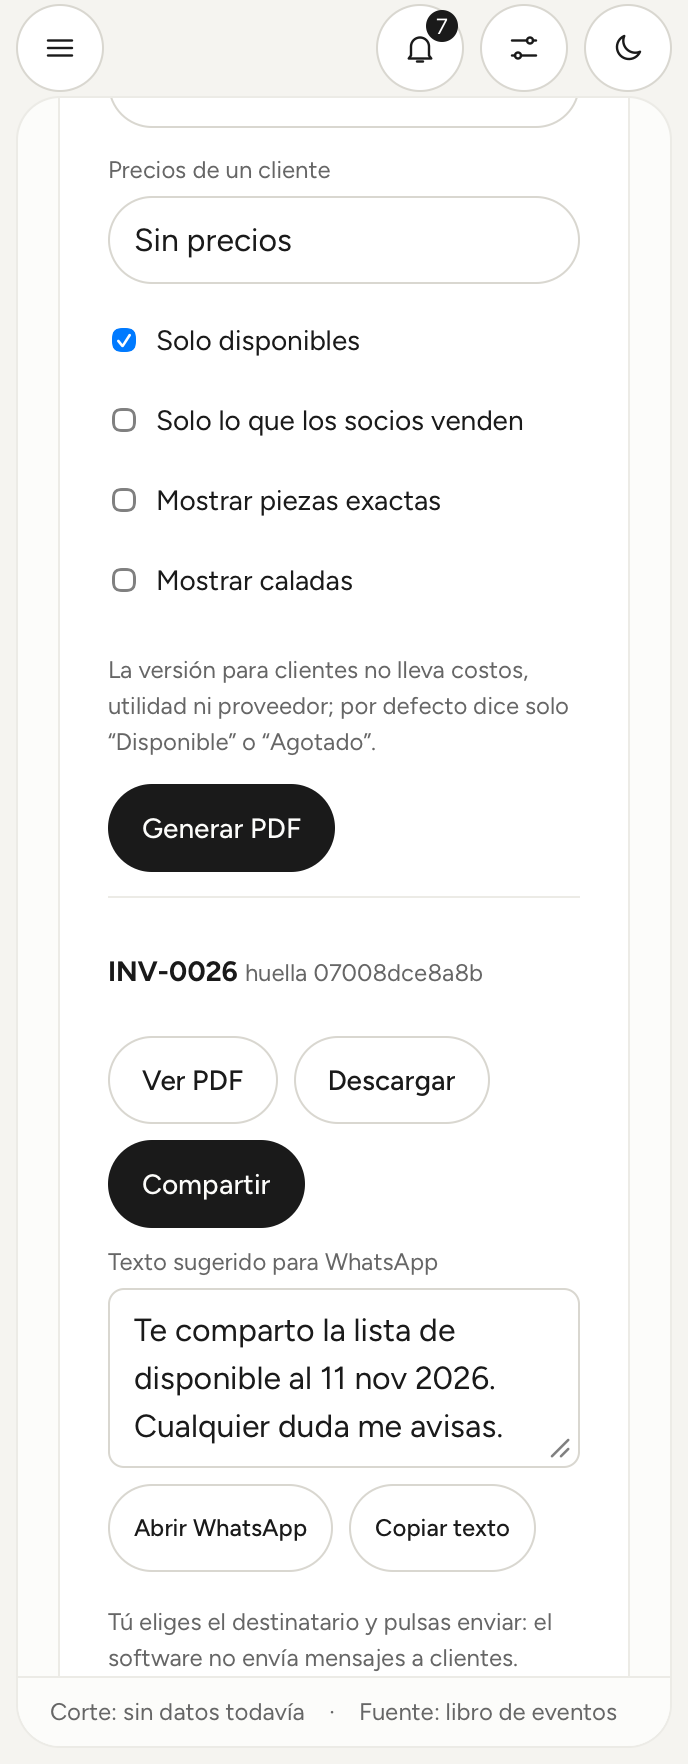 7
Precios de un cliente
Sin precios
Solo disponibles
Solo lo que los socios venden
Mostrar piezas exactas
Mostrar caladas
La versión para clientes no lleva costos,
utilidad ni proveedor; por defecto dice solo
“Disponible” o “Agotado”.
Generar PDF
INV-0026 huella 07008dce8a8b
Ver PDF Descargar
Compartir
Texto sugerido para WhatsApp
Te comparto la lista de
disponible al 11 nov 2026.
Cualquier duda me avisas.
Abrir WhatsApp Copiar texto
Tú eliges el destinatario y pulsas enviar: el
software no envía mensajes a clientes.
Corte: sin datos todavía · Fuente: libro de eventos